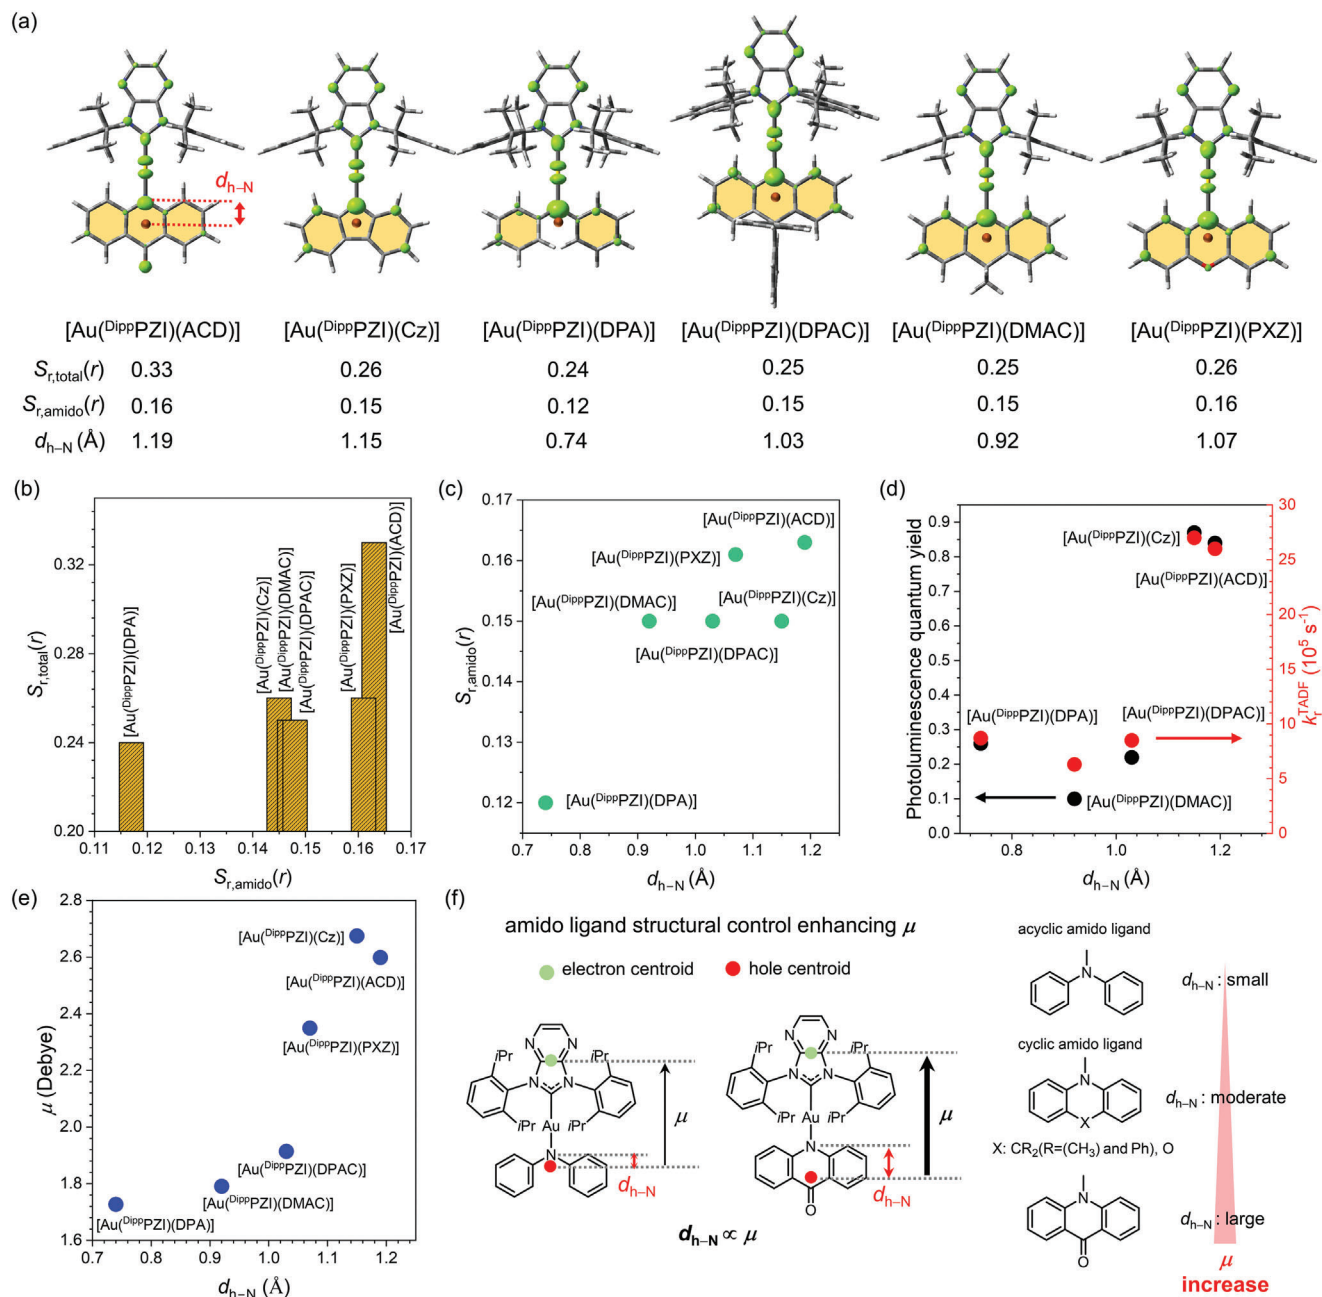 (a)
d_h–N
[Au(^DippPZI)(ACD)] [Au(^DippPZI)(Cz)] [Au(^DippPZI)(DPA)] [Au(^DippPZI)(DPAC)] [Au(^DippPZI)(DMAC)] [Au(^DippPZI)(PXZ)]
S_r,total(r) 0.33 0.26 0.24 0.25 0.25 0.26
S_r,amido(r) 0.16 0.15 0.12 0.15 0.15 0.16
d_h–N (Å) 1.19 1.15 0.74 1.03 0.92 1.07
(b)
S_r,total(r)
0.32
0.28
0.24
0.20
[Au(^DippPZI)(DPA)]
[Au(^DippPZI)(Cz)]
[Au(^DippPZI)(DMAC)]
[Au(^DippPZI)(DPAC)]
[Au(^DippPZI)(PXZ)]
[Au(^DippPZI)(ACD)]
0.11 0.12 0.13 0.14 0.15 0.16 0.17
S_r,amido(r)
(c)
S_r,amido(r)
0.17
0.16
0.15
0.14
0.13
0.12
[Au(^DippPZI)(ACD)]
[Au(^DippPZI)(PXZ)]
[Au(^DippPZI)(DMAC)]
[Au(^DippPZI)(Cz)]
[Au(^DippPZI)(DPAC)]
[Au(^DippPZI)(DPA)]
0.7 0.8 0.9 1.0 1.1 1.2
d_h–N (Å)
(d)
Photoluminescence quantum yield
0.9
0.8
0.7
0.6
0.5
0.4
0.3
0.2
0.1
0.0
[Au(^DippPZI)(Cz)]
[Au(^DippPZI)(ACD)]
[Au(^DippPZI)(DPA)]
[Au(^DippPZI)(DPAC)]
[Au(^DippPZI)(DMAC)]
30
25
20
15
10
5
0
k_r^TADF (10^5 s^-1)
0.8 1.0 1.2
d_h–N (Å)
(e)
μ (Debye)
2.8
2.6
2.4
2.2
2.0
1.8
1.6
[Au(^DippPZI)(Cz)]
[Au(^DippPZI)(ACD)]
[Au(^DippPZI)(PXZ)]
[Au(^DippPZI)(DPAC)]
[Au(^DippPZI)(DMAC)]
[Au(^DippPZI)(DPA)]
0.7 0.8 0.9 1.0 1.1 1.2
d_h–N (Å)
(f)
amido ligand structural control enhancing μ
electron centroid hole centroid
N N
iPr iPr
N N
iPr iPr
Au
N
μ
d_h–N
N N
iPr iPr
N N
iPr iPr
Au
N
O
μ
d_h–N
d_h–N ∝ μ
acyclic amido ligand
N
d_h–N : small
cyclic amido ligand
N
X
d_h–N : moderate
X: CR2(R=(CH3) and Ph), O
N
O
d_h–N : large
μ
increase